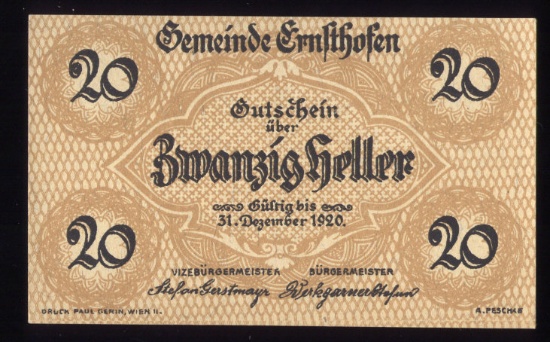 Gemeinde Ernsthofen
20 20
Gutschein
über
Zwanzig Heller
Gültig bis
31. Dezember 1920.
20 20
VIZEBÜRGERMEISTER BÜRGERMEISTER
Stefan Gerstmayr
DRUCK PAUL GERIN, WIEN II. A. PESCHKE